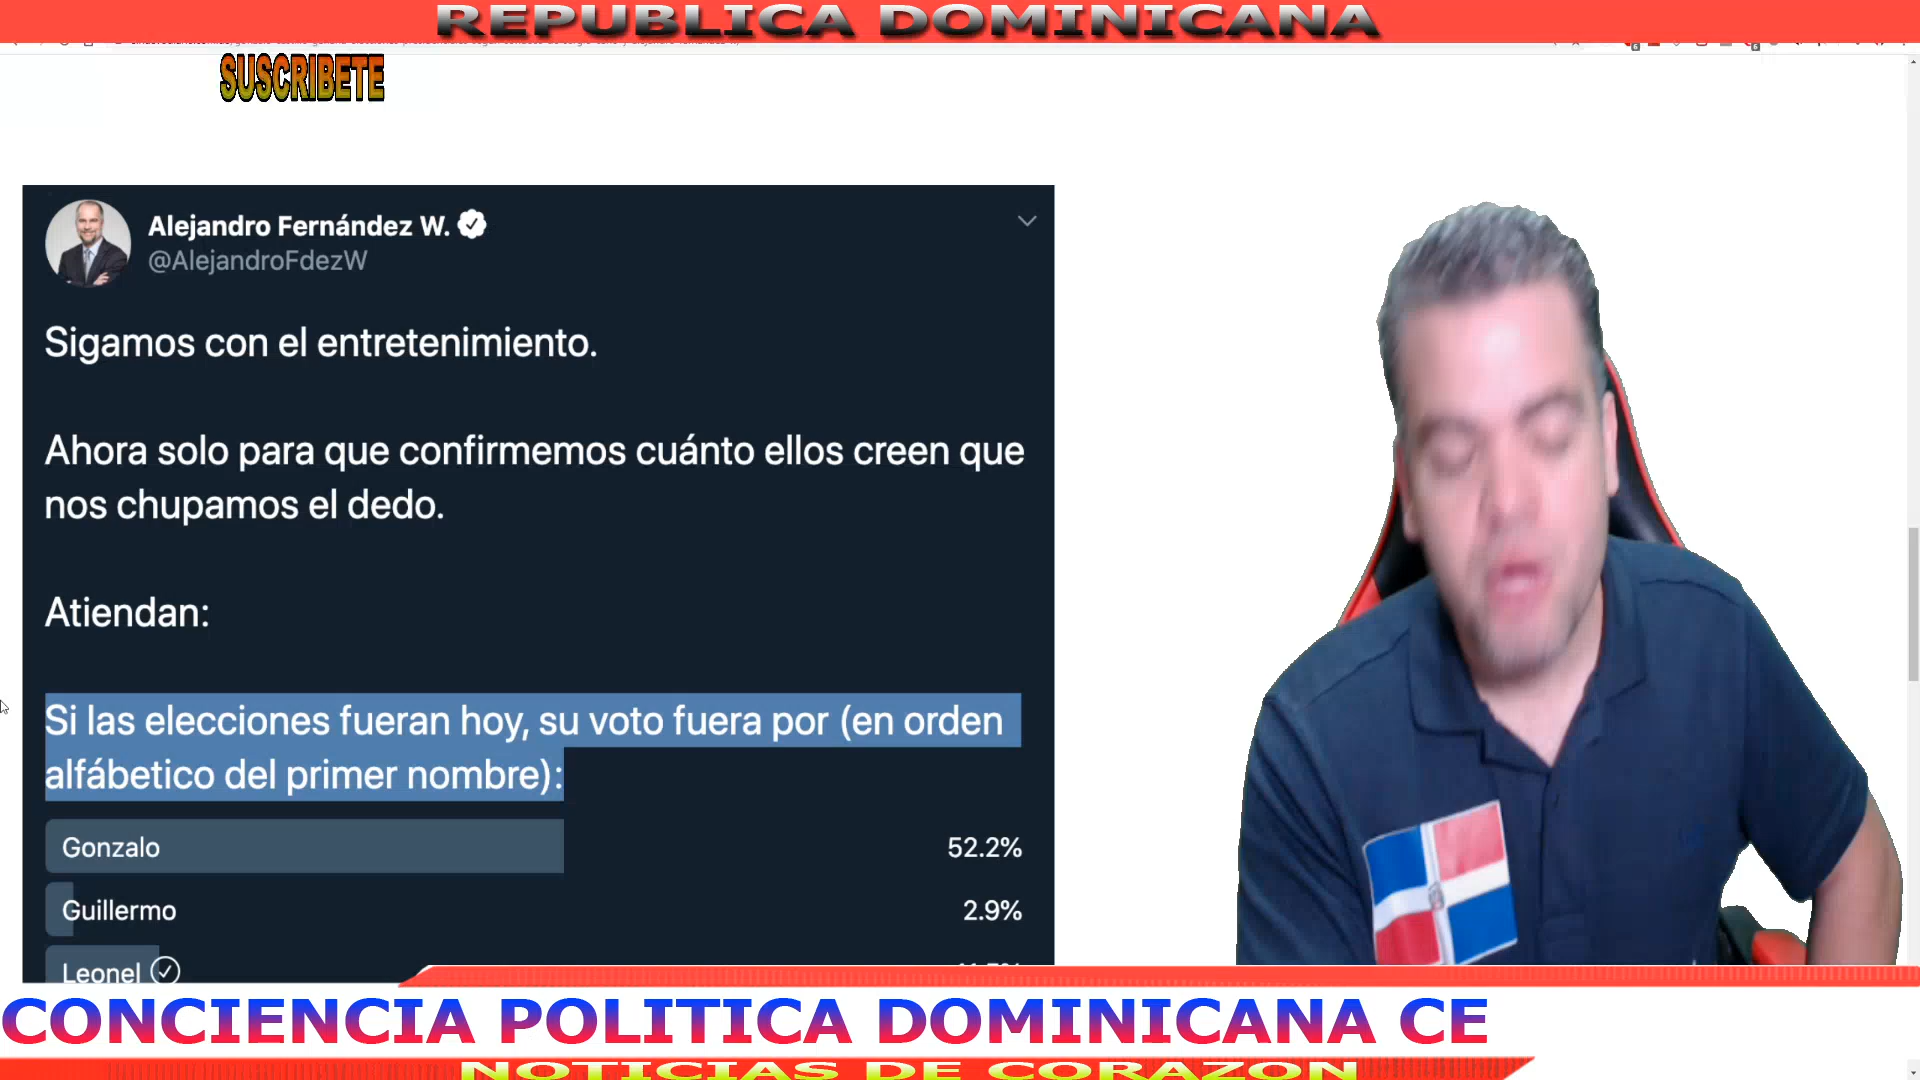 REPUBLICA DOMINICANA
SUSCRIBETE
Alejandro Fernández W.
@AlejandroFdezW
Sigamos con el entretenimiento.
Ahora solo para que confirmemos cuánto ellos creen que
nos chupamos el dedo.
Atiendan:
Si las elecciones fueran hoy, su voto fuera por (en orden
alfábetico del primer nombre):
Gonzalo 52.2%
Guillermo 2.9%
Leonel
CONCIENCIA POLITICA DOMINICANA CE
NOTICIAS DE CORAZON